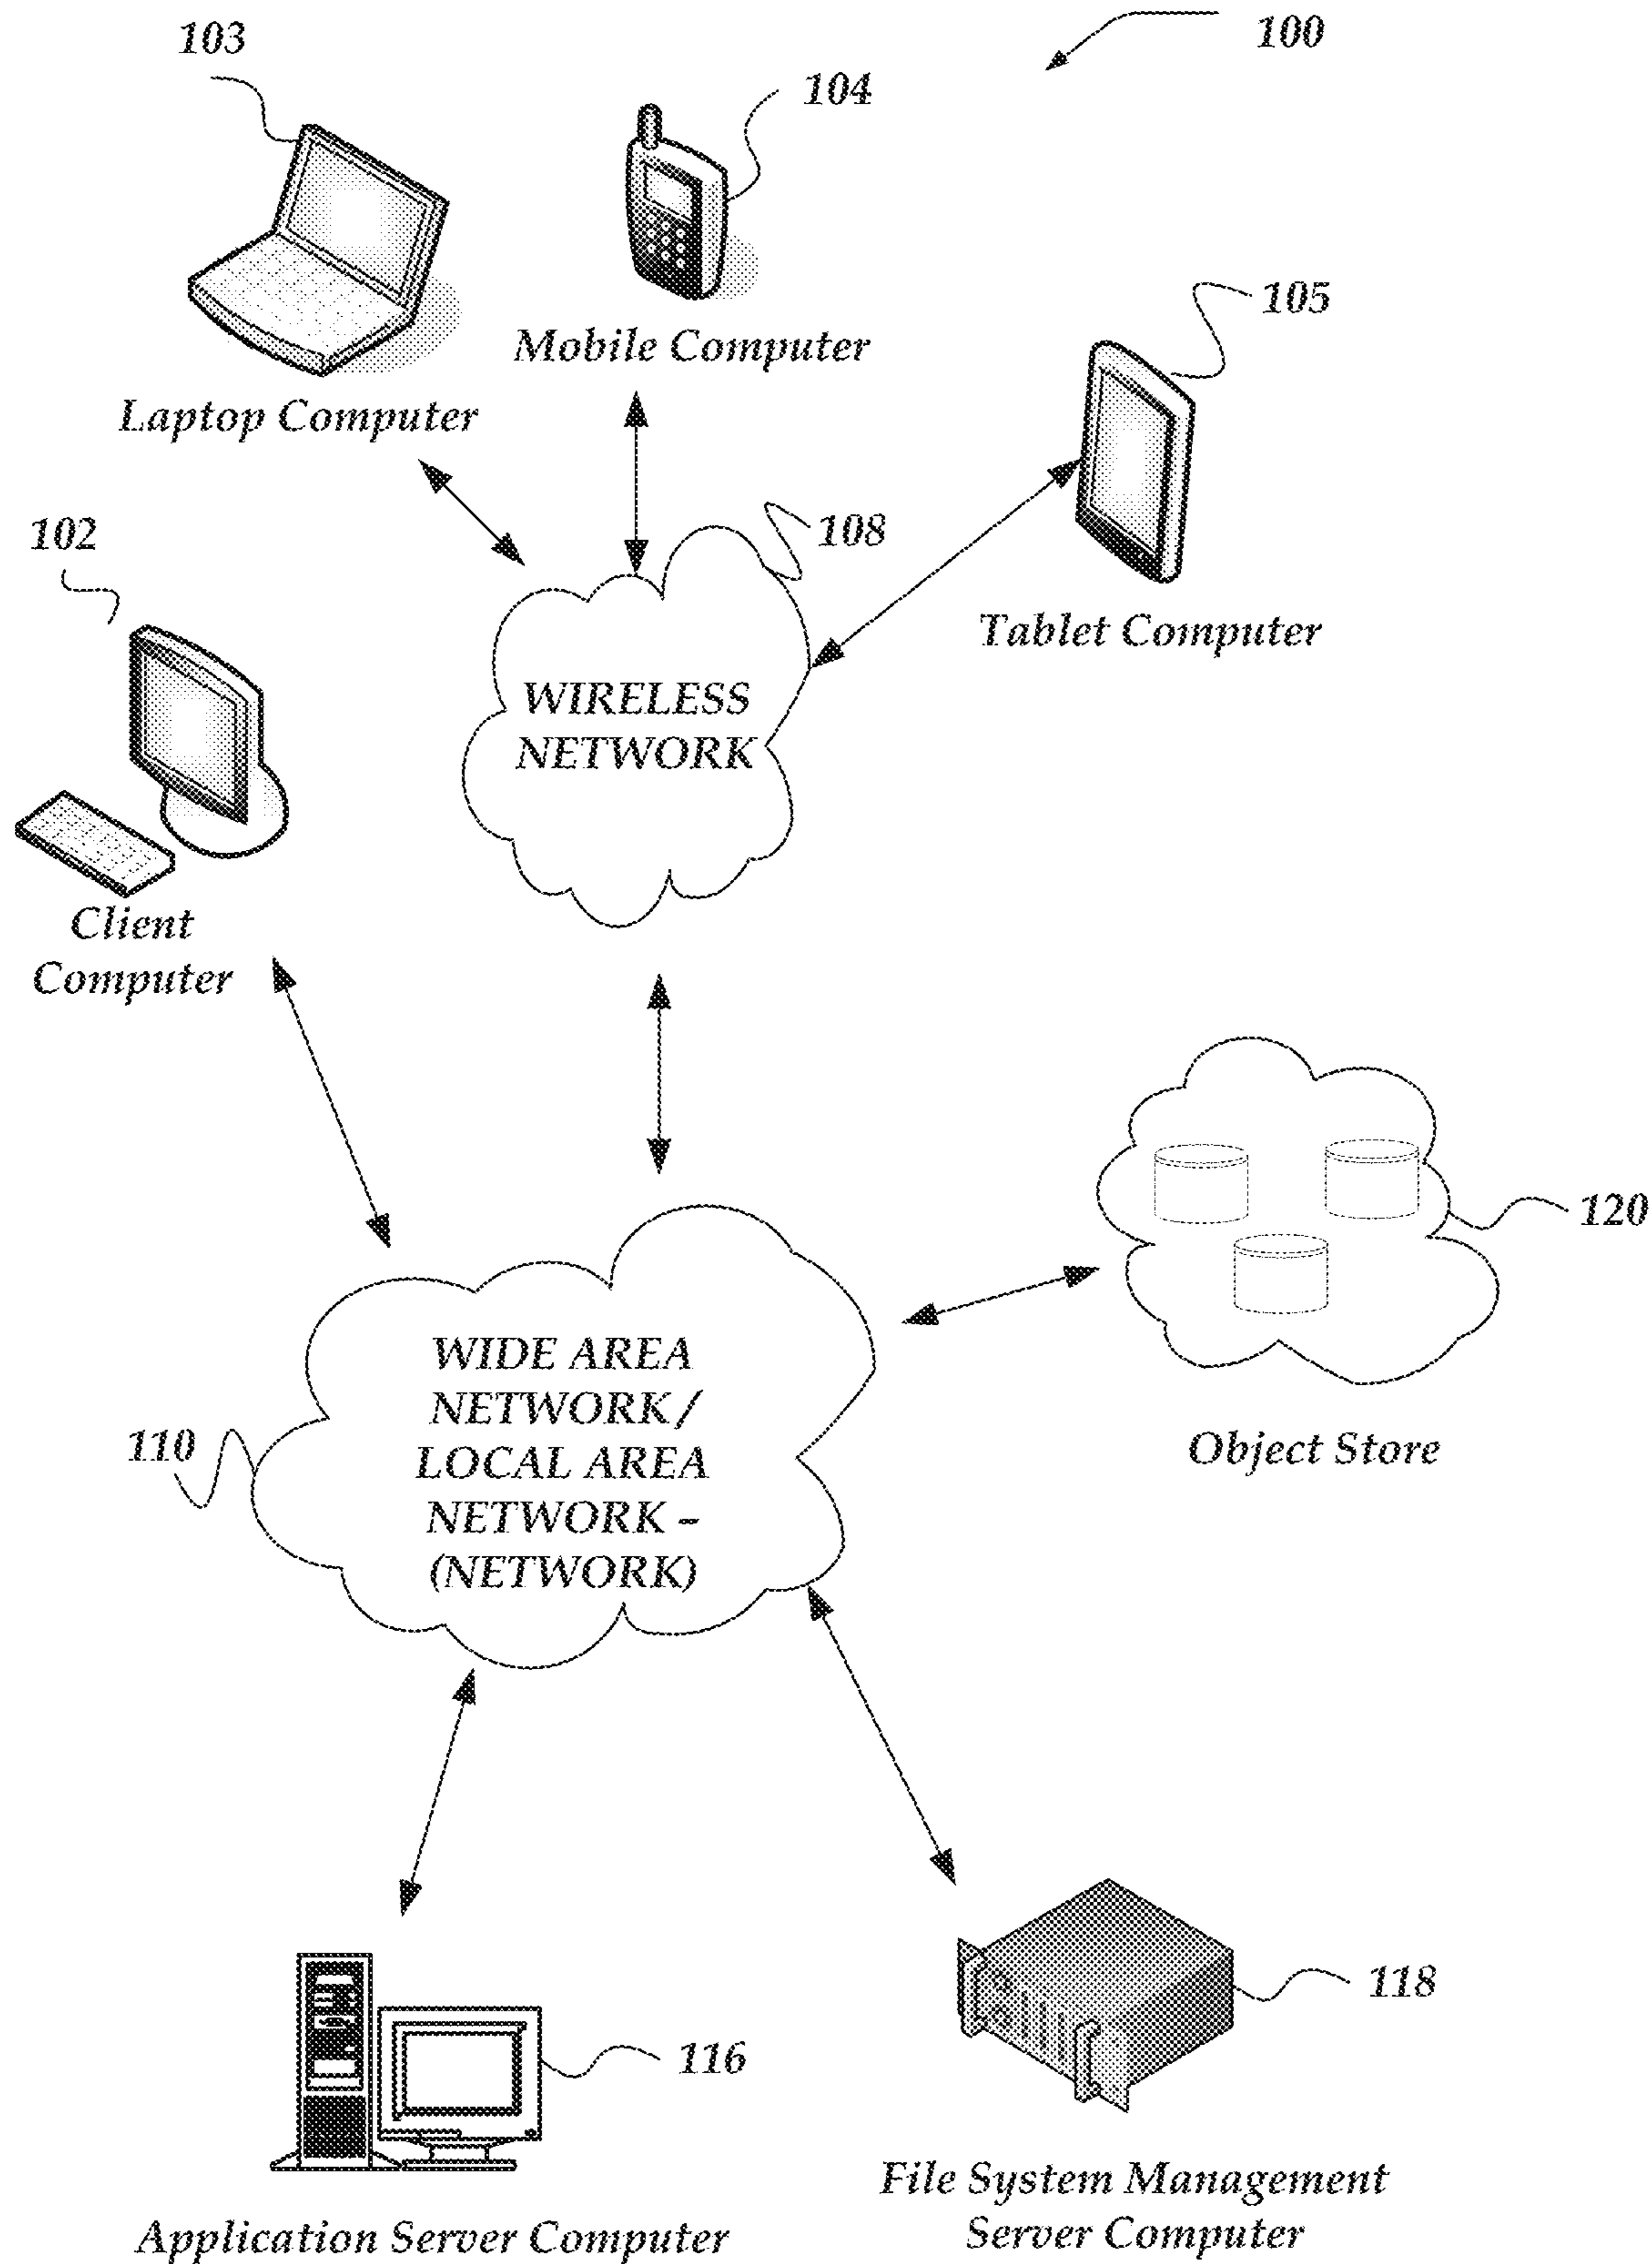 103
100
104
105
Mobile Computer
Laptop Computer
102
108
Tablet Computer
WIRELESS
NETWORK
Client
Computer
120
WIDE AREA
NETWORK /
LOCAL AREA
NETWORK –
(NETWORK)
110
Object Store
118
116
File System Management
Server Computer
Application Server Computer